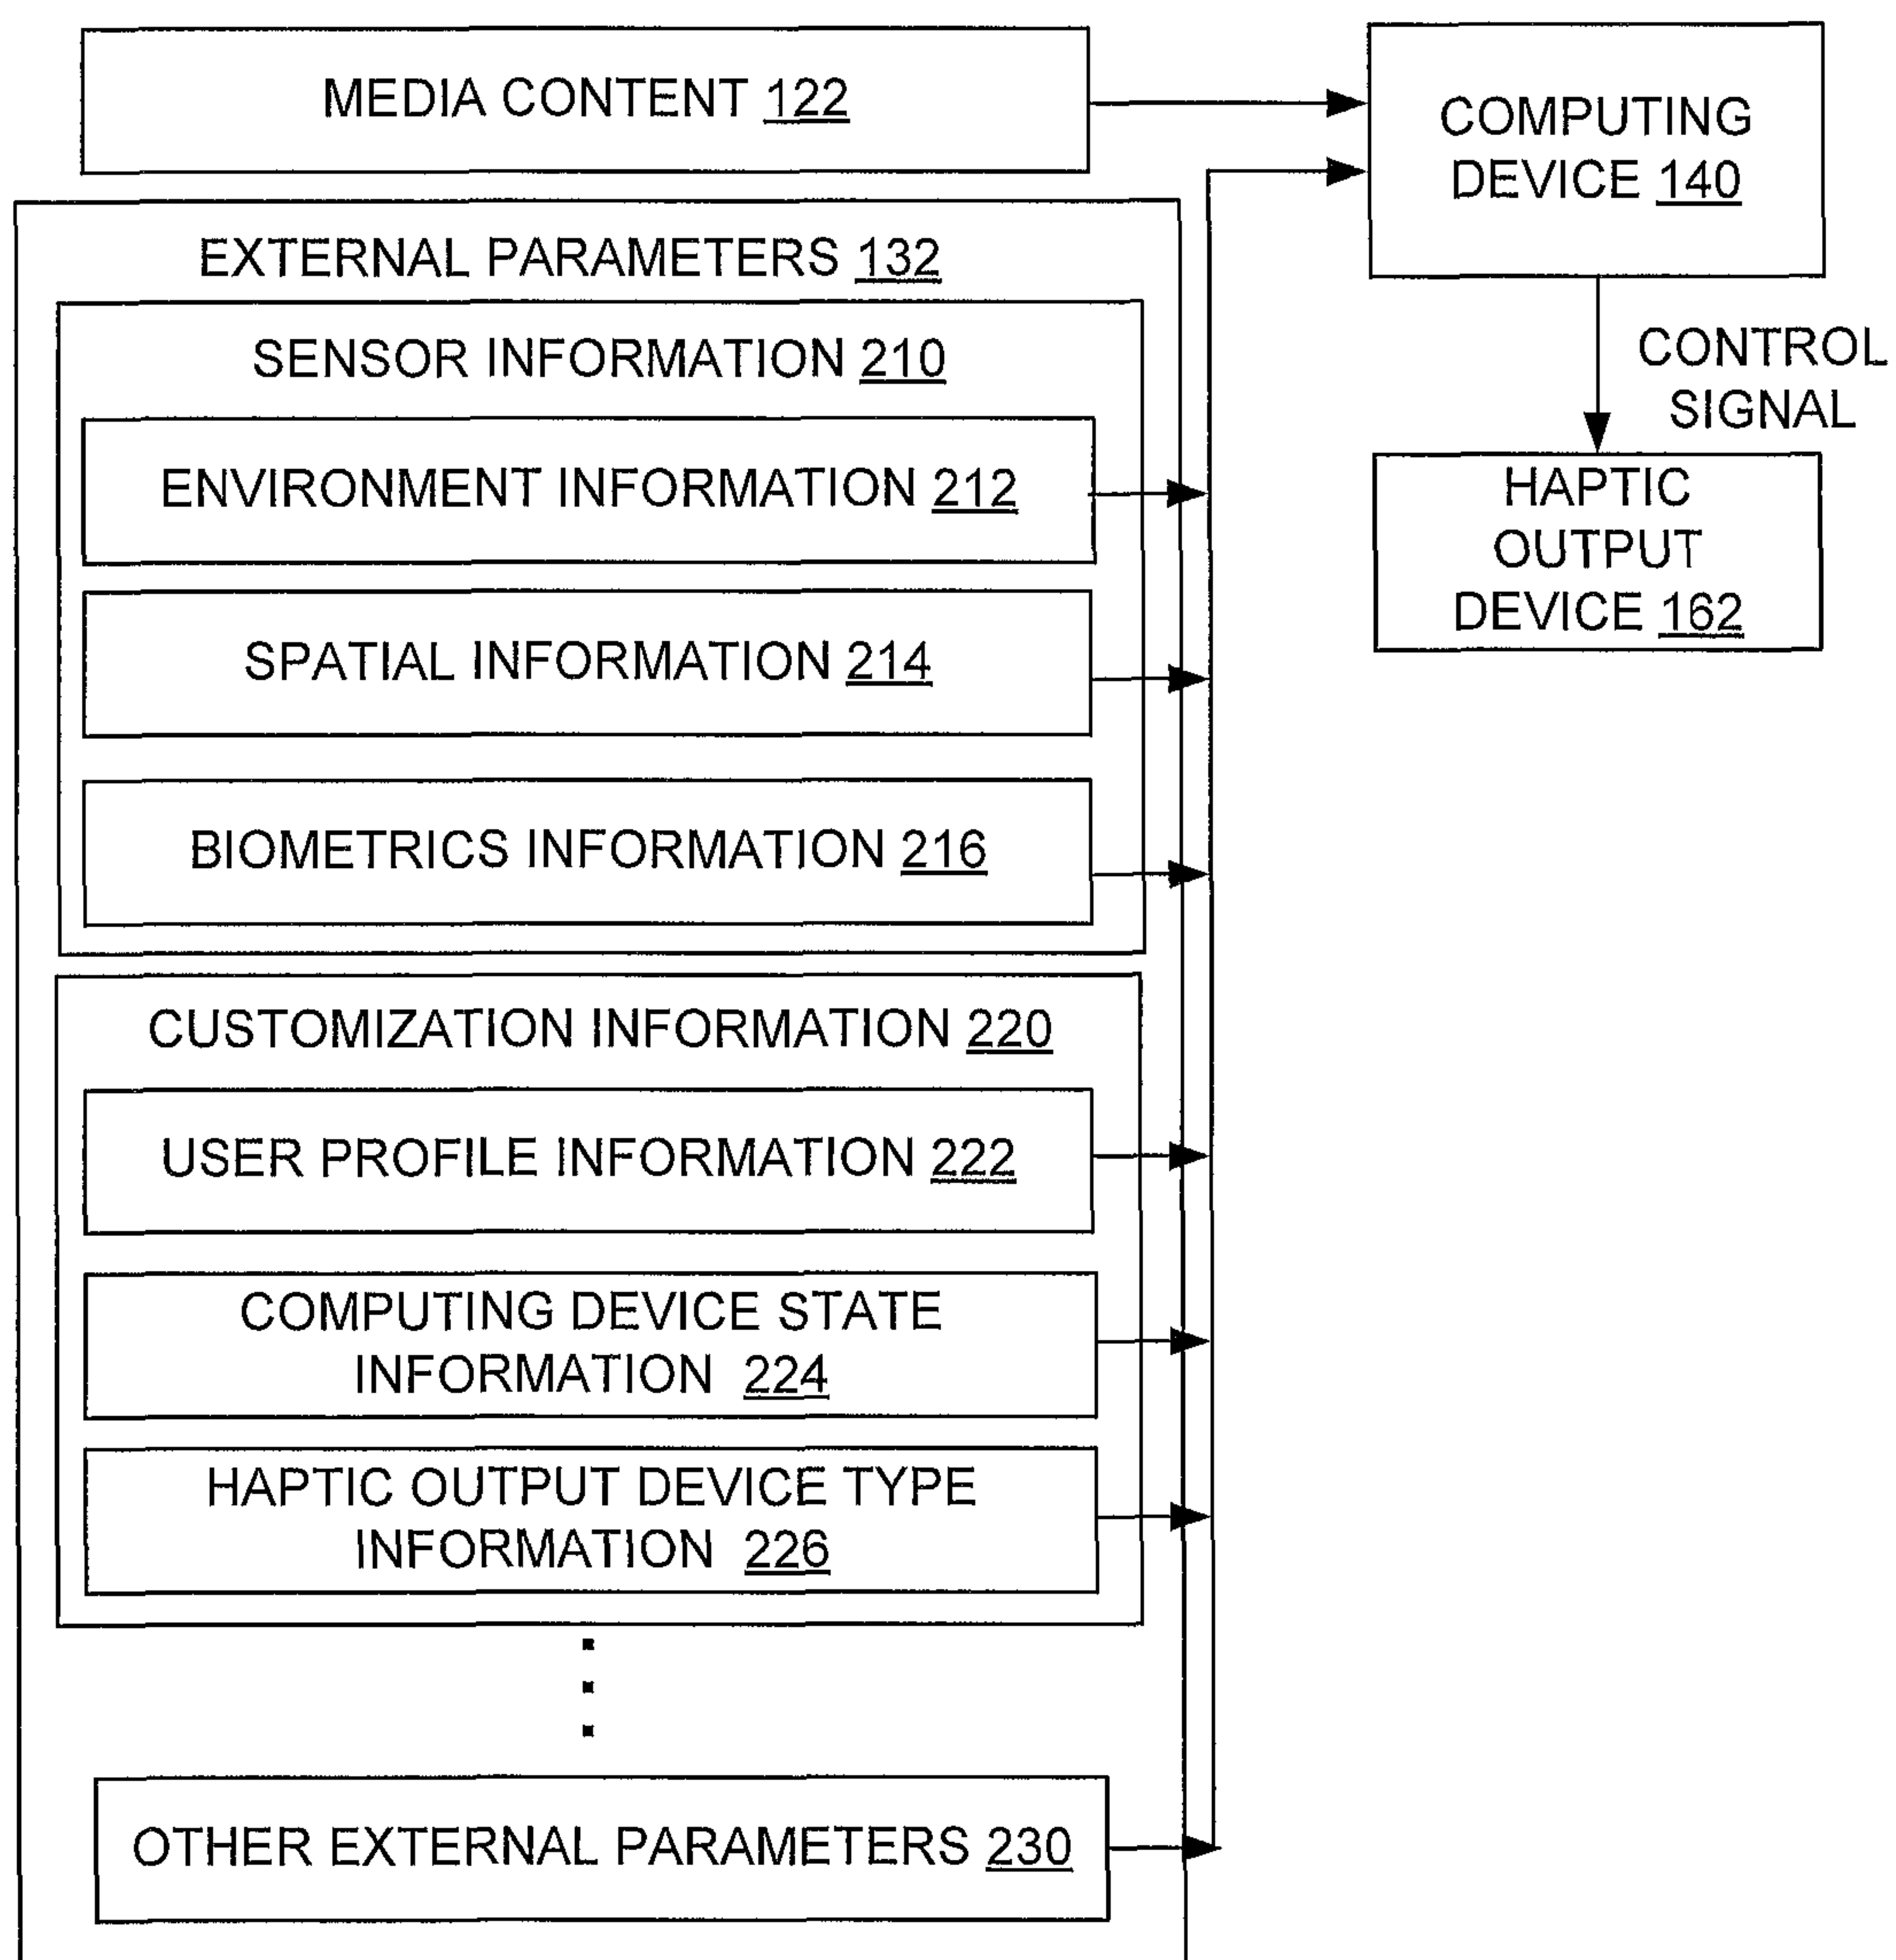 MEDIA CONTENT 122
COMPUTING
DEVICE 140
EXTERNAL PARAMETERS 132
SENSOR INFORMATION 210
CONTROL
SIGNAL
ENVIRONMENT INFORMATION 212
HAPTIC
OUTPUT
DEVICE 162
SPATIAL INFORMATION 214
BIOMETRICS INFORMATION 216
CUSTOMIZATION INFORMATION 220
USER PROFILE INFORMATION 222
COMPUTING DEVICE STATE
INFORMATION 224
HAPTIC OUTPUT DEVICE TYPE
INFORMATION 226
OTHER EXTERNAL PARAMETERS 230